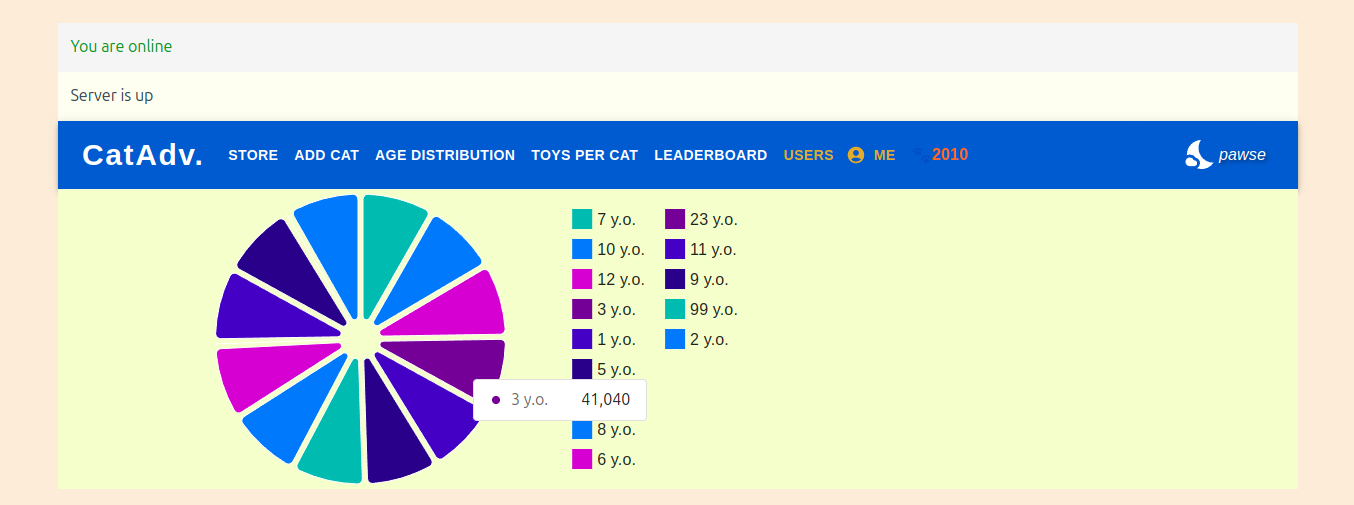 You are online
Server is up
CatAdv. STORE ADD CAT AGE DISTRIBUTION TOYS PER CAT LEADERBOARD USERS ME 2010 pawse
7 y.o. 23 y.o.
10 y.o. 11 y.o.
12 y.o. 9 y.o.
3 y.o. 99 y.o.
1 y.o. 2 y.o.
5 y.o.
3 y.o. 41,040
8 y.o.
6 y.o.